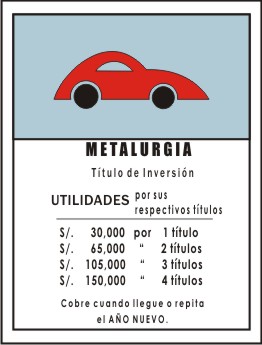 METALURGIA
Título de Inversión
UTILIDADES por sus
respectivos títulos
S/. 30,000 por 1 título
S/. 65,000 “ 2 títulos
S/. 105,000 “ 3 títulos
S/. 150,000 “ 4 títulos
Cobre cuando llegue o repita
el AÑO NUEVO.